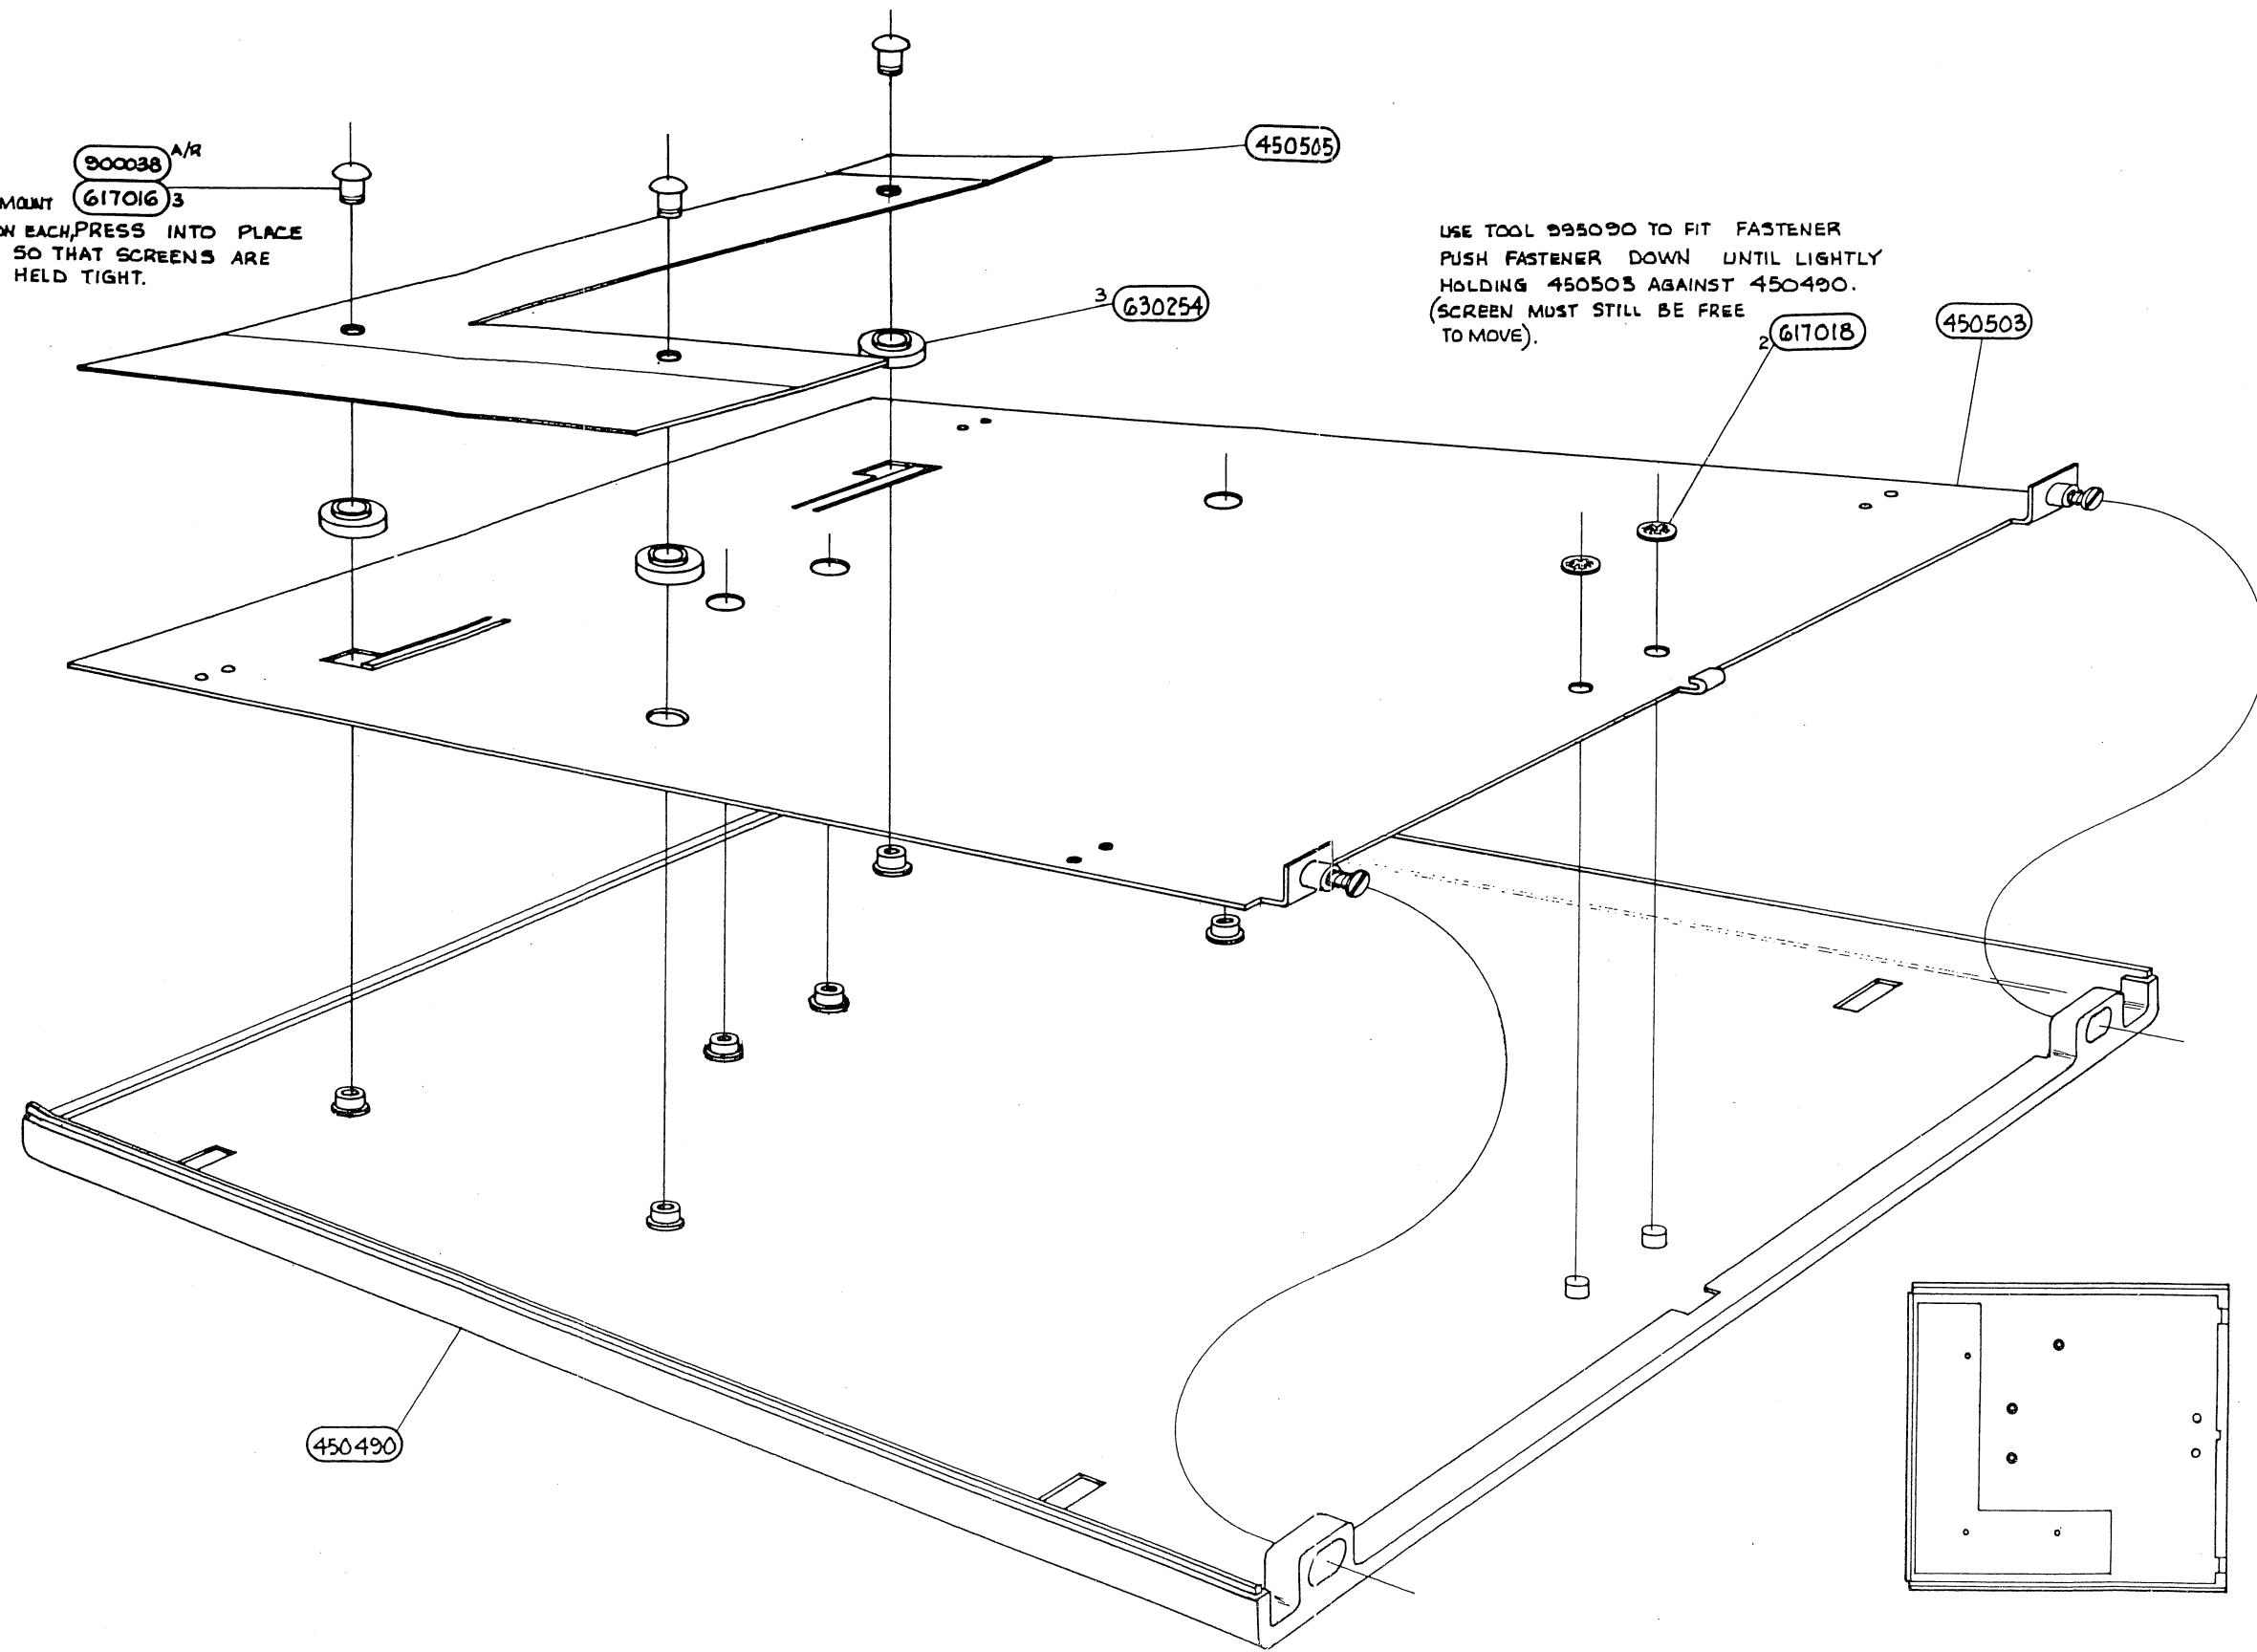 900038 A/R
MOUNT 617016 3
ON EACH, PRESS INTO PLACE
SO THAT SCREENS ARE
HELD TIGHT.
450505
3 630254
USE TOOL 995090 TO FIT FASTENER
PUSH FASTENER DOWN UNTIL LIGHTLY
HOLDING 450503 AGAINST 450490.
(SCREEN MUST STILL BE FREE
TO MOVE).
2 617018
450503
450490